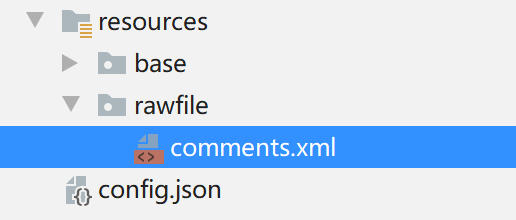 resources
base
rawfile
comments.xml
config.json